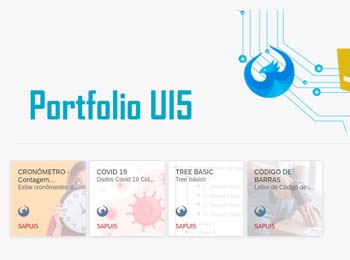 Portfolio UI5
CRONÔMETRO -
Contagem...
Exibe cronômentro d...
SAPUI5
COVID 19
Dados Covid 19 Cid...
SAPUI5
TREE BASIC
Tree básico
SAPUI5
CÓDIGO DE
BARRAS
Leitor de Código de ...
SAPUI5